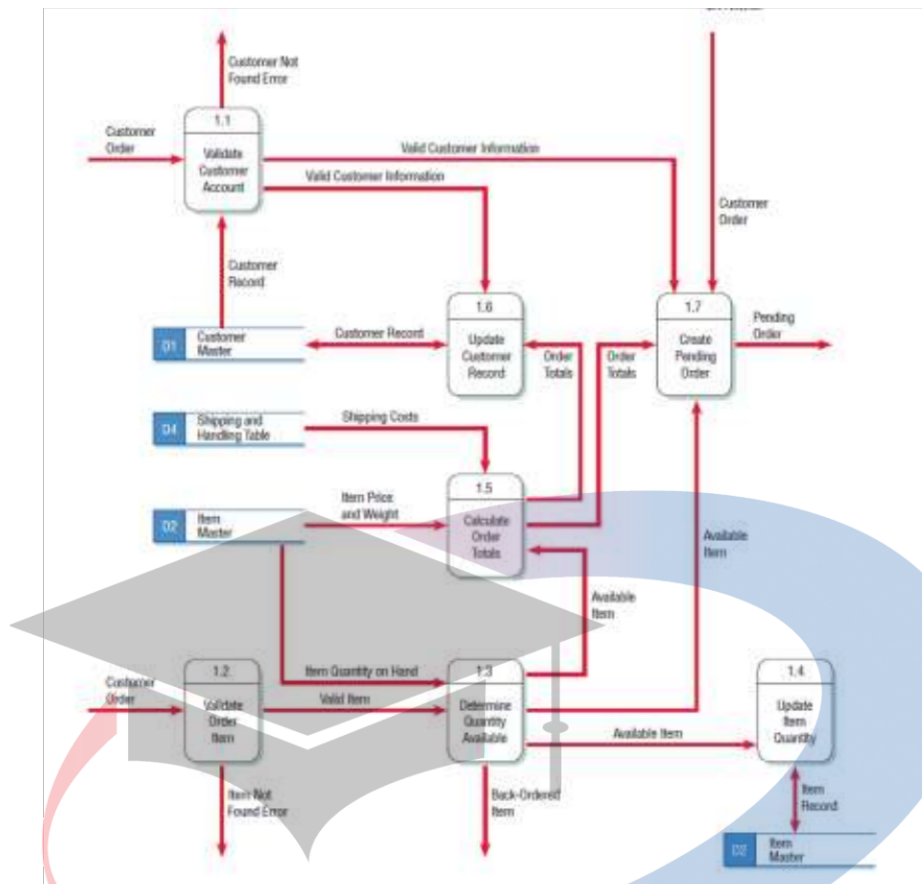 Customer Not
Found Error
1.1
Validate
Customer
Account
Customer
Order
Valid Customer Information
Valid Customer Information
Customer
Order
Customer
Record
1.6
Update
Customer
Record
1.7
Create
Pending
Order
Pending
Order
D1
Customer
Master
Customer Record
Order
Totals
Order
Totals
D4
Shipping and
Handling Table
Shipping Costs
1.5
Calculate
Order
Totals
D2
Item
Master
Item Price
and Weight
Available
Item
Available
Item
1.2
Validate
Order
Item
Customer
Order
Item Quantity on Hand
Valid Item
1.3
Determine
Quantity
Available
1.4
Update
Item
Quantity
Available Item
Item Not
Found Error
Back-Ordered
Item
Item
Record
D2
Item
Master